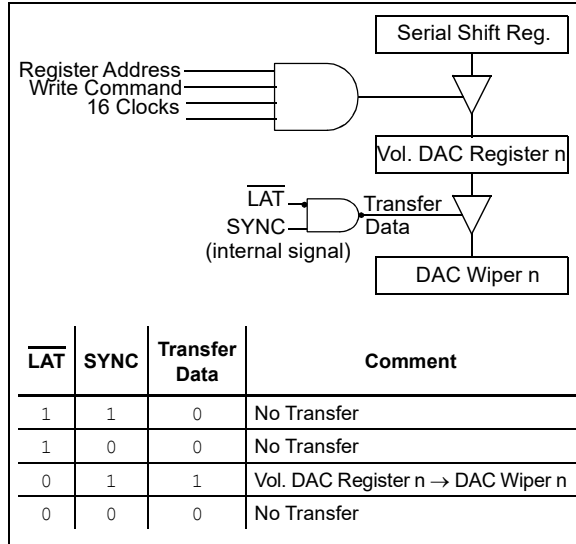 Serial Shift Reg.
Register Address
Write Command
16 Clocks
Vol. DAC Register n
LAT
SYNC
(internal signal)
Transfer
Data
DAC Wiper n
LAT SYNC Transfer Data Comment
1 1 0 No Transfer
1 0 0 No Transfer
0 1 1 Vol. DAC Register n → DAC Wiper n
0 0 0 No Transfer